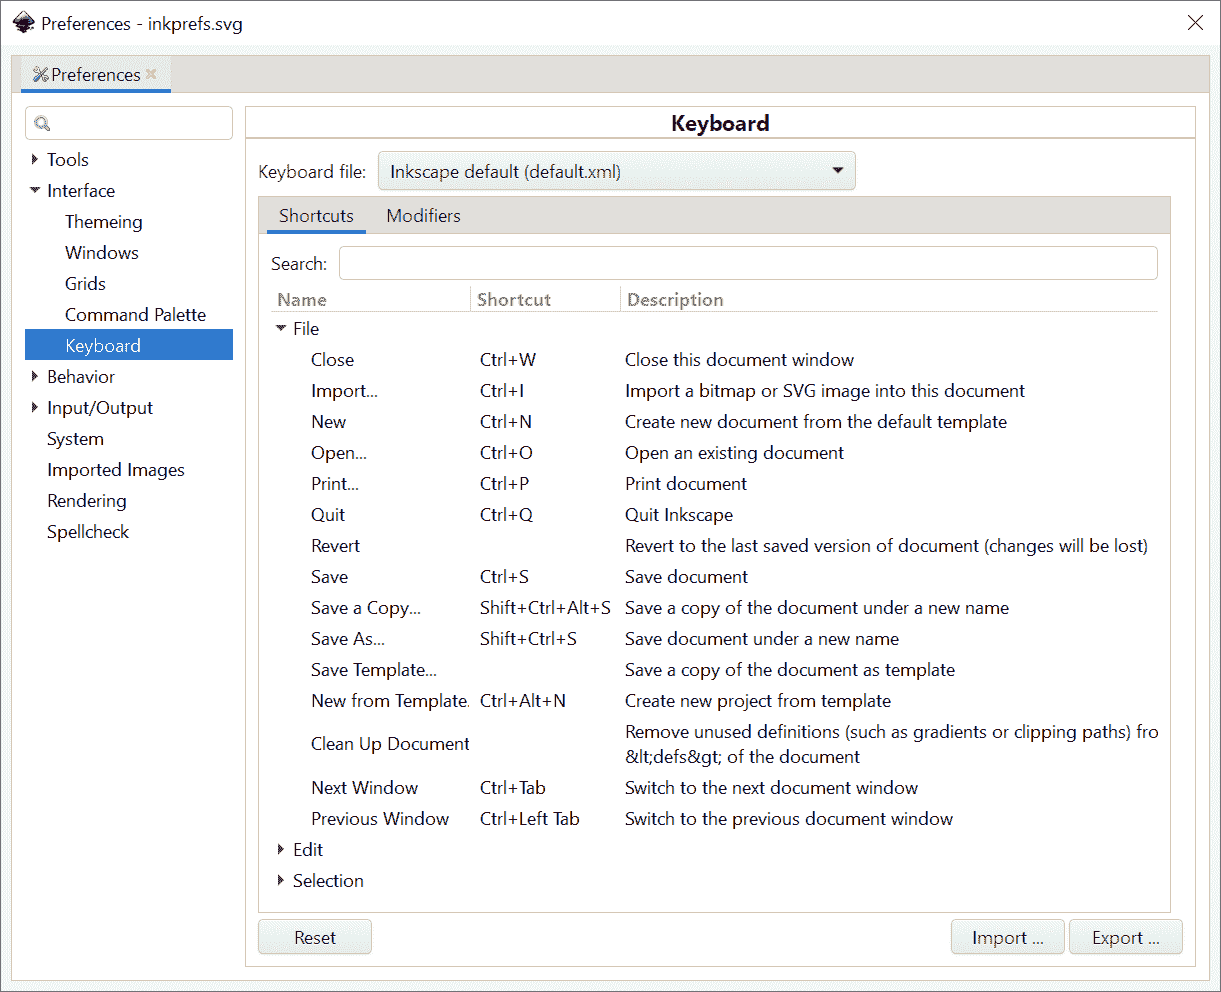 Preferences - inkprefs.svg
Preferences
Keyboard
Tools
Interface
Themeing
Windows
Grids
Command Palette
Keyboard
Behavior
Input/Output
System
Imported Images
Rendering
Spellcheck
Keyboard file: Inkscape default (default.xml)
Shortcuts Modifiers
Search:
Name Shortcut Description
File
Close Ctrl+W Close this document window
Import... Ctrl+I Import a bitmap or SVG image into this document
New Ctrl+N Create new document from the default template
Open... Ctrl+O Open an existing document
Print... Ctrl+P Print document
Quit Ctrl+Q Quit Inkscape
Revert Revert to the last saved version of document (changes will be lost)
Save Ctrl+S Save document
Save a Copy... Shift+Ctrl+Alt+S Save a copy of the document under a new name
Save As... Shift+Ctrl+S Save document under a new name
Save Template... Save a copy of the document as template
New from Template. Ctrl+Alt+N Create new project from template
Clean Up Document Remove unused definitions (such as gradients or clipping paths) fro
&lt;defs&gt; of the document
Next Window Ctrl+Tab Switch to the next document window
Previous Window Ctrl+Left Tab Switch to the previous document window
Edit
Selection
Reset Import ... Export ...